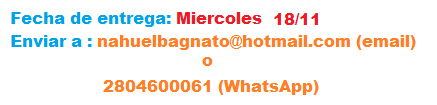 Fecha de entrega: Miercoles 18/11
Enviar a : nahuelbagnato@hotmail.com (email)
o
2804600061 (WhatsApp)